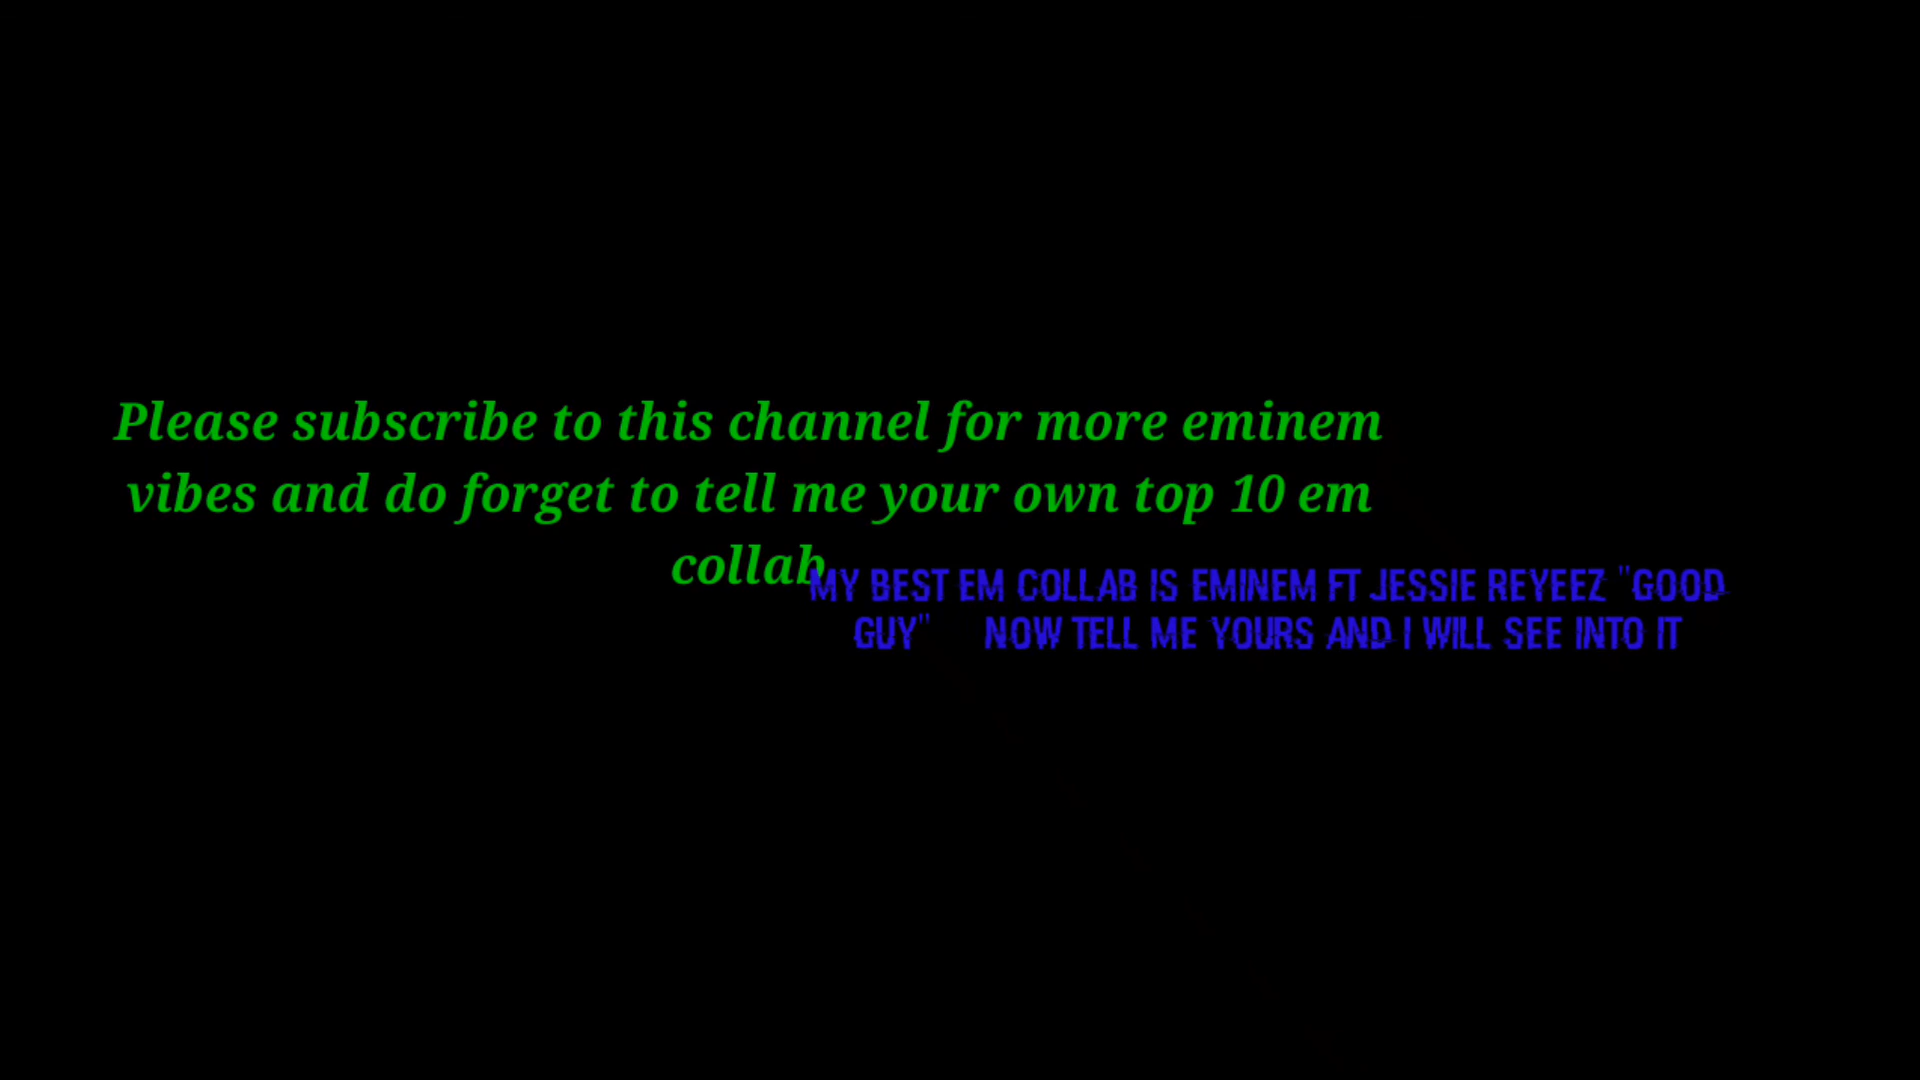 Please subscribe to this channel for more eminem
vibes and do forget to tell me your own top 10 em
collab
MY BEST EM COLLAB IS EMINEM FT JESSIE REYEEZ "GOOD
GUY" NOW TELL ME YOURS AND I WILL SEE INTO IT